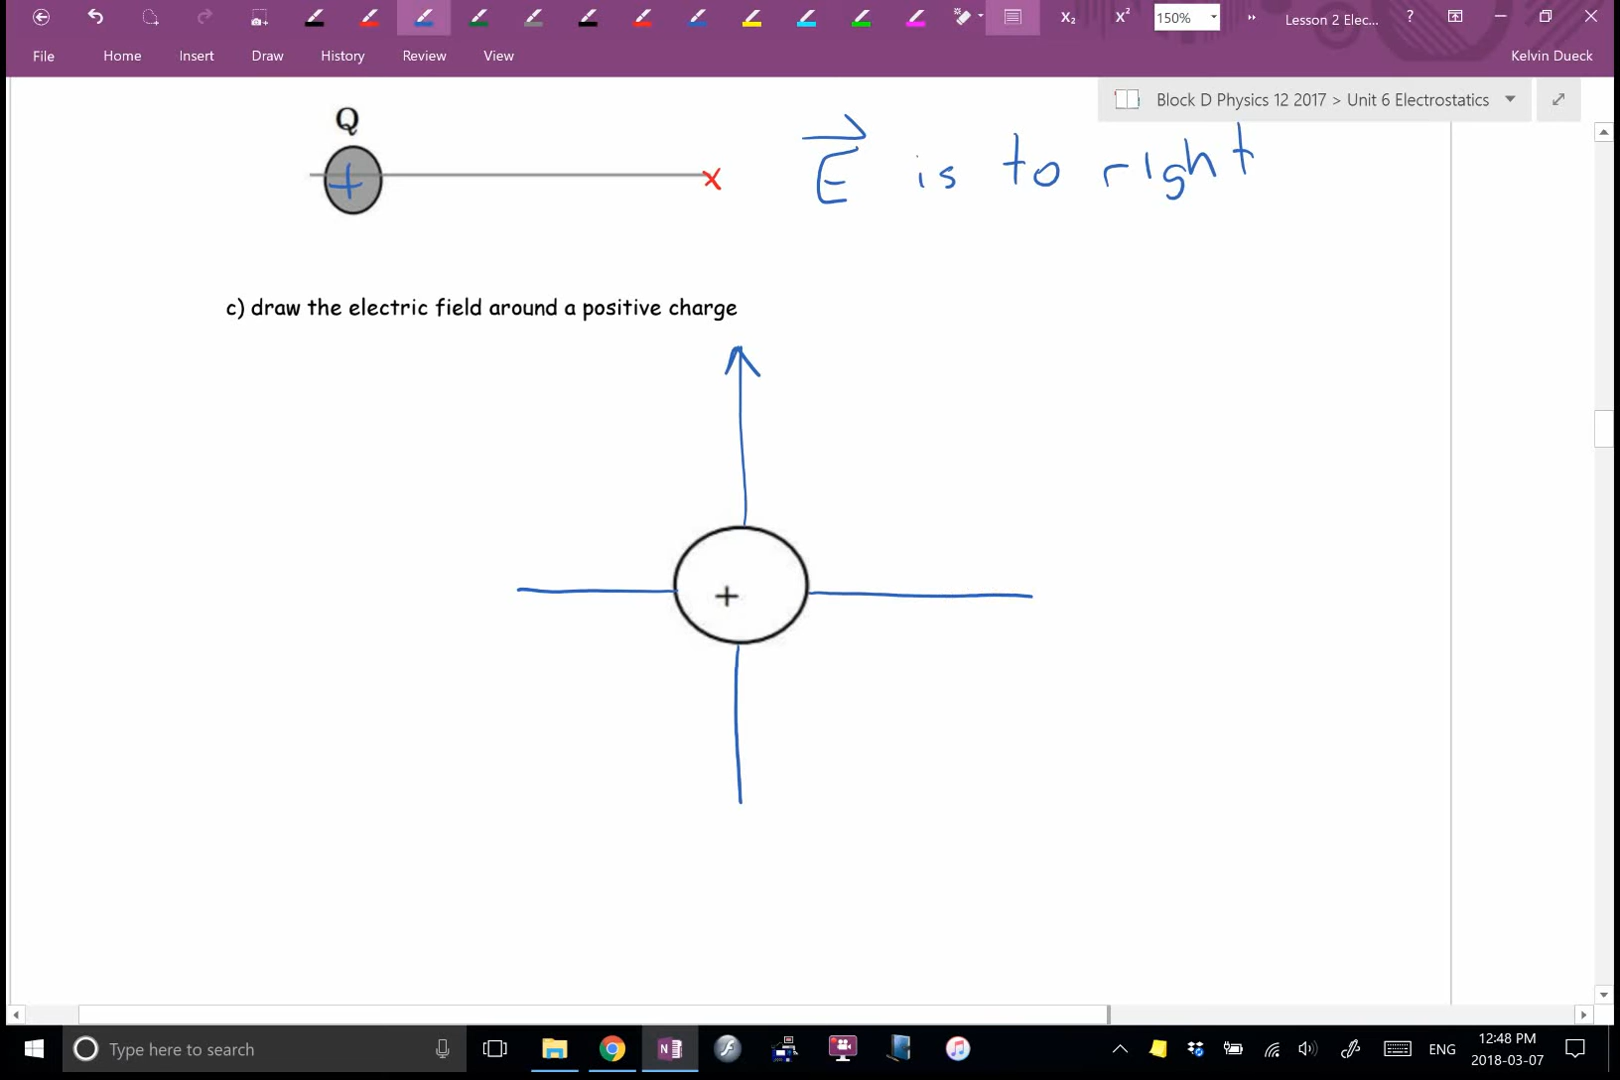 X₂ X² 150% Lesson 2 Elec... ?
File Home Insert Draw History Review View Kelvin Dueck
Block D Physics 12 2017 > Unit 6 Electrostatics
Q
+ x E is to right
c) draw the electric field around a positive charge
+
Type here to search
ENG
12:48 PM
2018-03-07